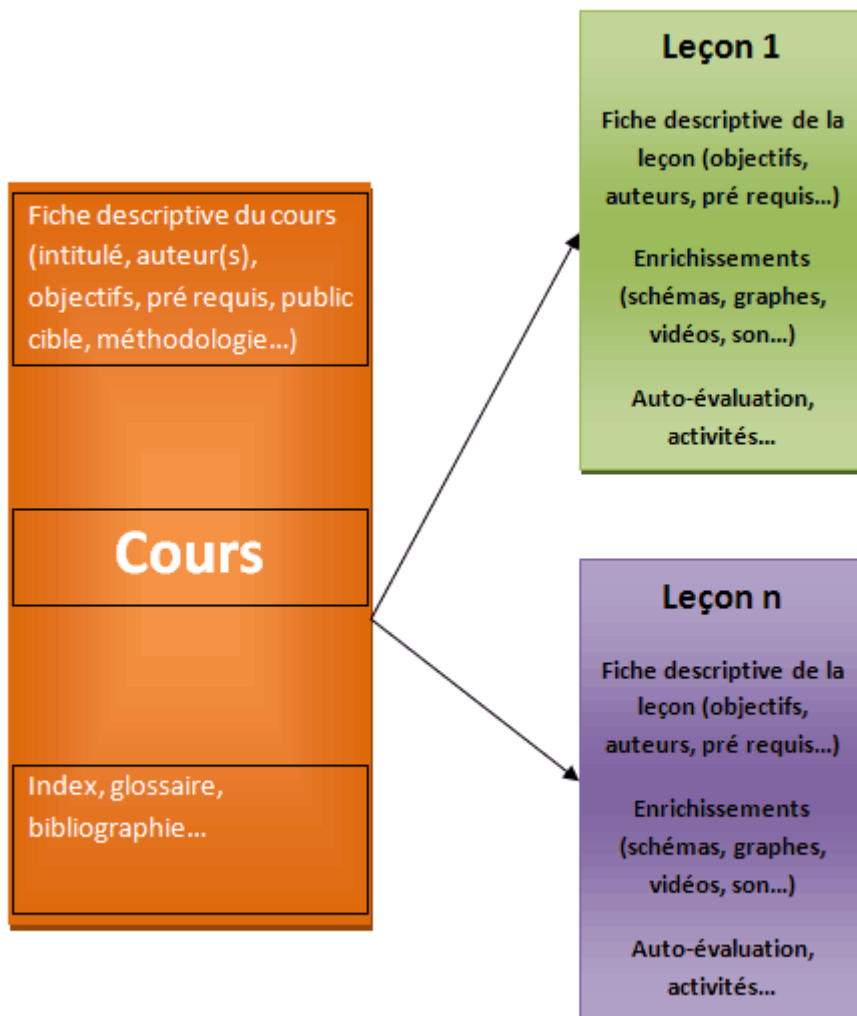 Fiche descriptive du cours
(intitulé, auteur(s),
objectifs, pré requis, public
cible, méthodologie…)
Cours
Index, glossaire,
bibliographie…
Leçon 1
Fiche descriptive de la
leçon (objectifs,
auteurs, pré requis…)
Enrichissements
(schémas, graphes,
vidéos, son…)
Auto-évaluation,
activités…
Leçon n
Fiche descriptive de la
leçon (objectifs,
auteurs, pré requis…)
Enrichissements
(schémas, graphes,
vidéos, son…)
Auto-évaluation,
activités…